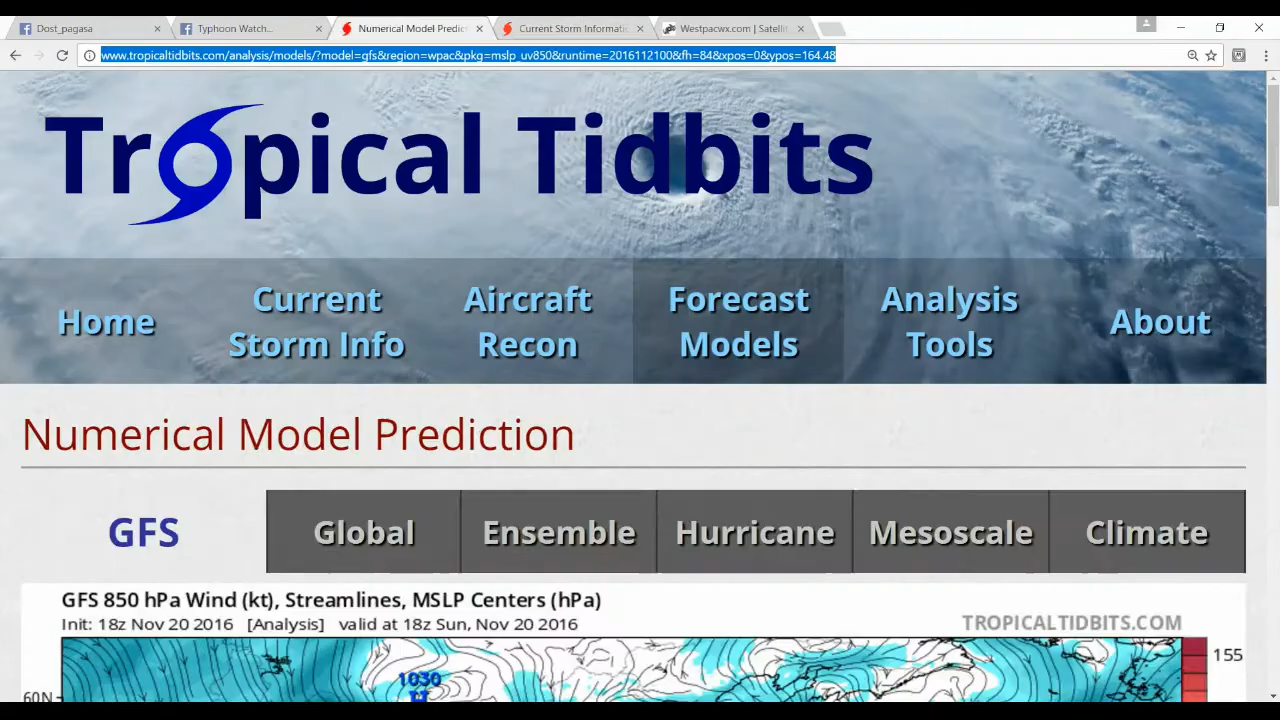 Dost_pagasa
Typhoon Watch...
Numerical Model Predic
Current Storm Informatic
Westpacwx.com | Satelli
www.tropicaltidbits.com/analysis/models/?model=gfs&region=wpac&pkg=mslp_uv850&runtime=2016112100&fh=84&xpos=0&ypos=164.48
Tropical Tidbits
Home
Current
Storm Info
Aircraft
Recon
Forecast
Models
Analysis
Tools
About
Numerical Model Prediction
GFS
Global
Ensemble
Hurricane
Mesoscale
Climate
GFS 850 hPa Wind (kt), Streamlines, MSLP Centers (hPa)
Init: 18z Nov 20 2016 [Analysis] valid at 18z Sun, Nov 20 2016
TROPICALTIDBITS.COM
155
1030
H
60N